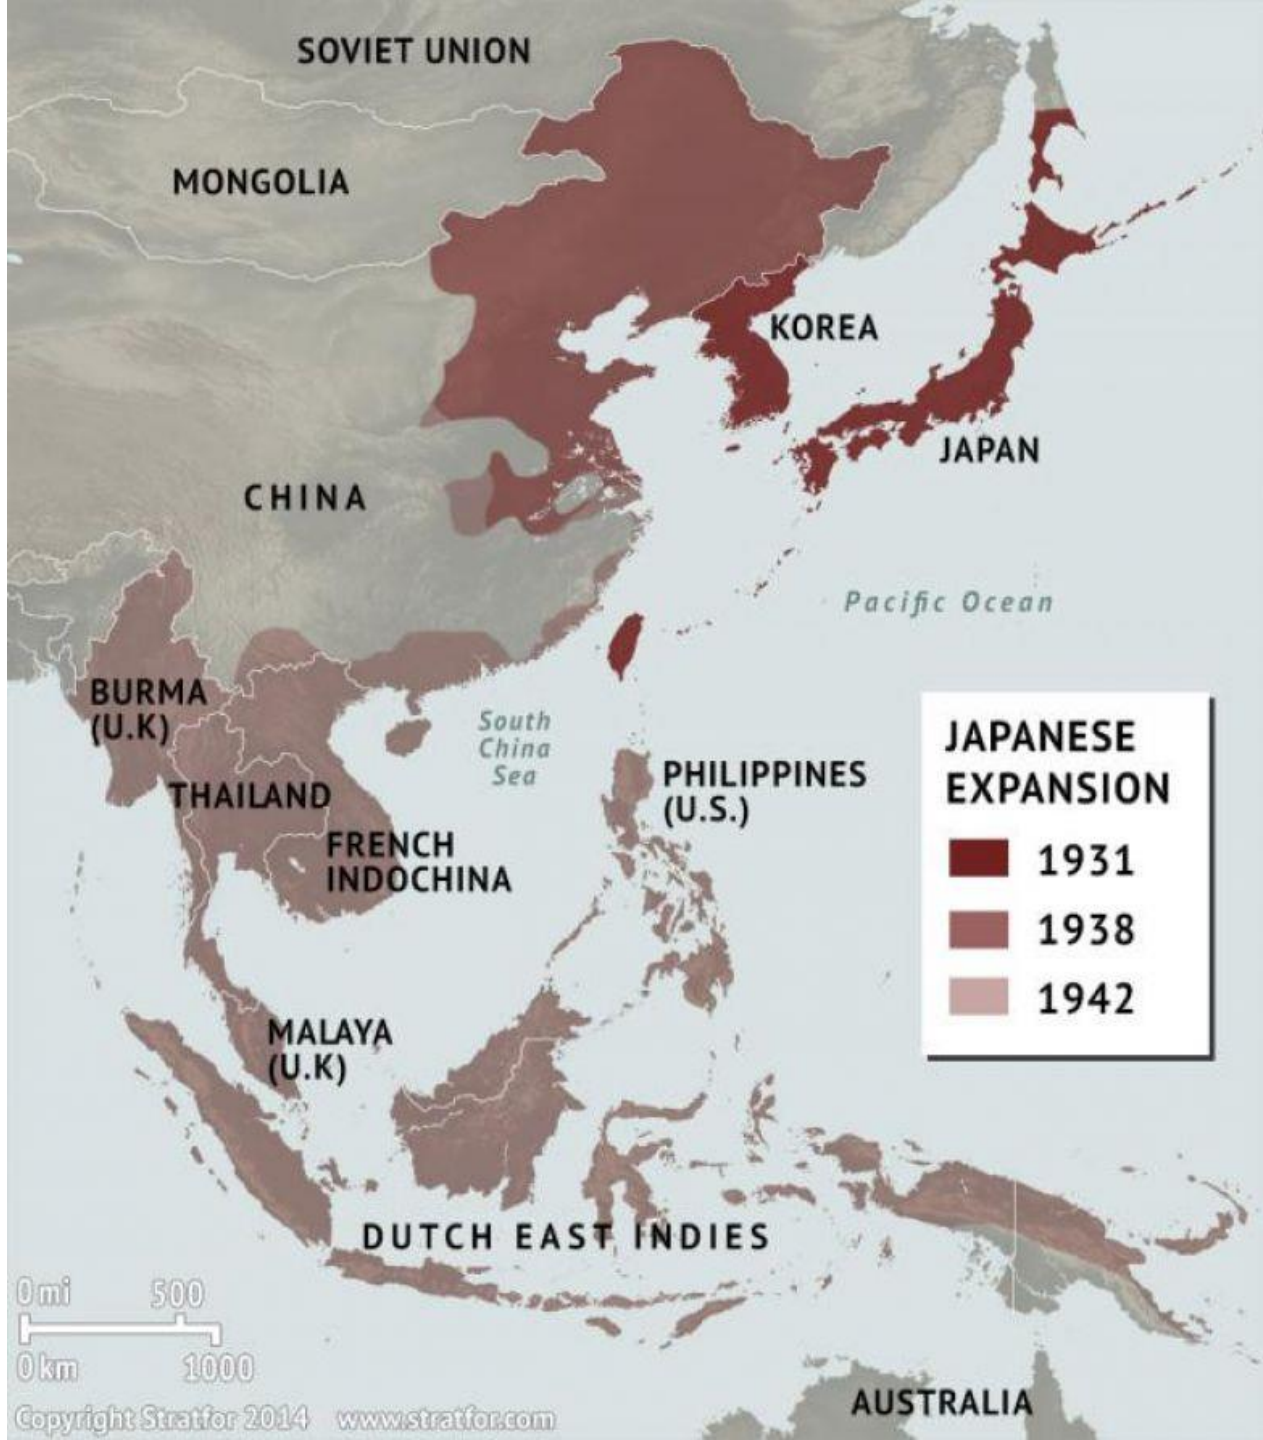 SOVIET UNION
MONGOLIA
KOREA
JAPAN
CHINA
Pacific Ocean
BURMA
(U.K)
South
China
Sea
THAILAND
PHILIPPINES
(U.S.)
FRENCH
INDOCHINA
JAPANESE
EXPANSION
1931
1938
1942
MALAYA
(U.K)
DUTCH EAST INDIES
0 mi 500
0 km 1000
AUSTRALIA
Copyright Stratfor 2014 www.stratfor.com